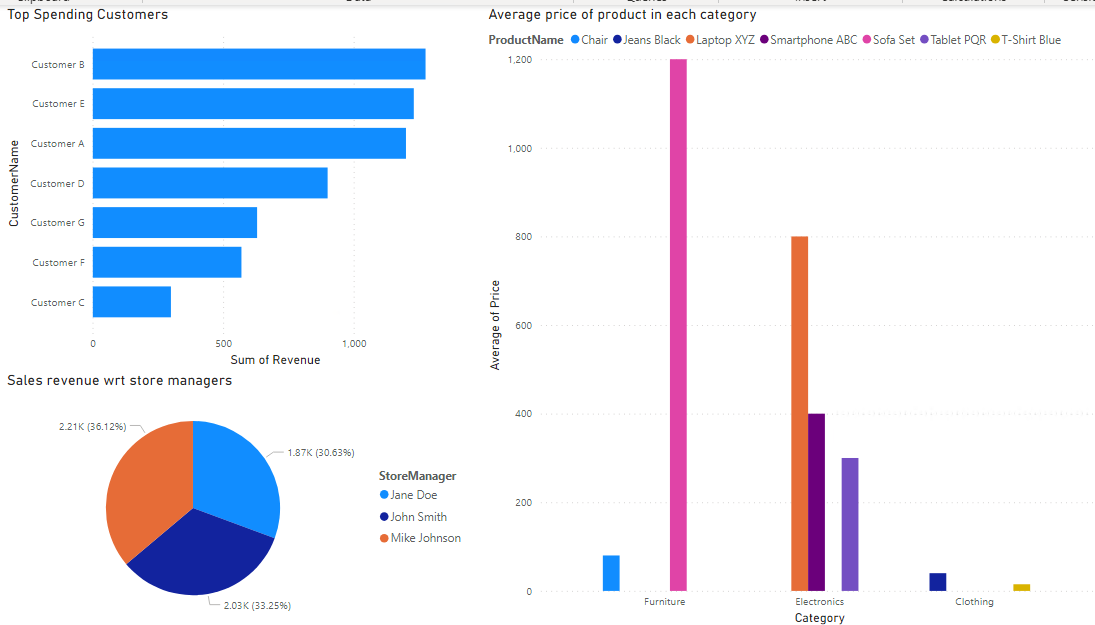 Top Spending Customers
CustomerName
Customer B
Customer E
Customer A
Customer D
Customer G
Customer F
Customer C
0 500 1,000
Sum of Revenue
Sales revenue wrt store managers
2.21K (36.12%)
1.87K (30.63%)
2.03K (33.25%)
StoreManager
Jane Doe
John Smith
Mike Johnson
Average price of product in each category
ProductName Chair Jeans Black Laptop XYZ Smartphone ABC Sofa Set Tablet PQR T-Shirt Blue
Average of Price
1,200
1,000
800
600
400
200
0
Furniture Electronics Clothing
Category